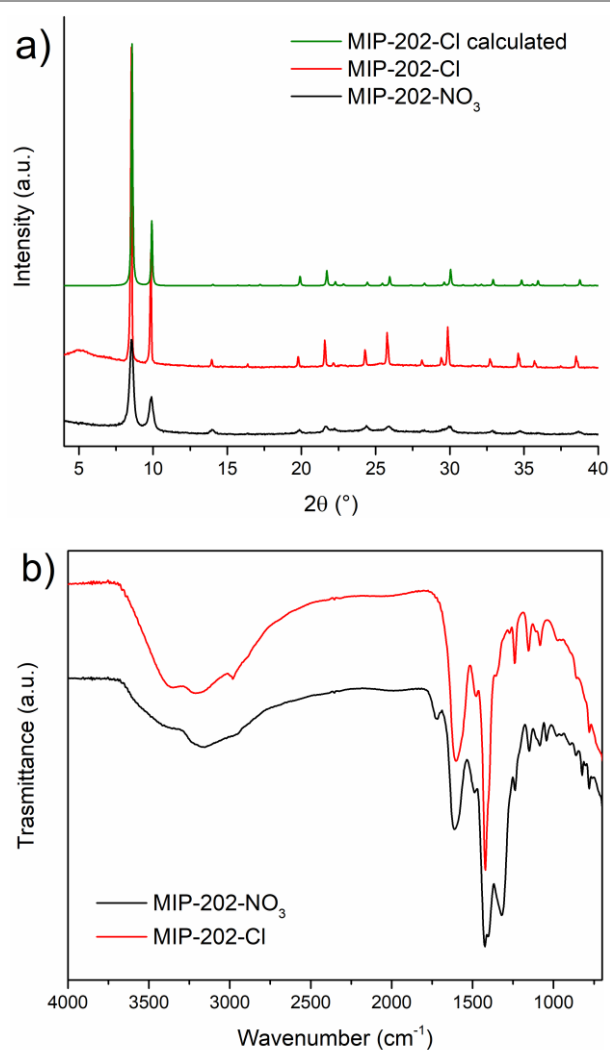 a)
MIP-202-Cl calculated
MIP-202-Cl
MIP-202-NO₃
Intensity (a.u.)
5 10 15 20 25 30 35 40
2θ (°)
b)
Trasmittance (a.u.)
MIP-202-NO₃
MIP-202-Cl
4000 3500 3000 2500 2000 1500 1000
Wavenumber (cm⁻¹)